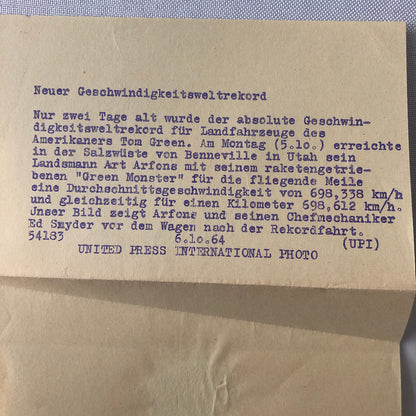 Neuer Geschwindigkeitsweltrekord
Nur zwei Tage alt wurde der absolute Geschwin-
digkeitsweltrekord für Landfahrzeuge des
Amerikaners Tom Green. Am Montag (5.10.) erreichte
in der Salzwüste von Benneville in Utah sein
Landsmann Art Arfons mit seinem raketengetrie-
benen "Green Monster" für die fliegende Meile
eine Durchschnittsgeschwindigkeit von 698,338 km/h
und gleichzeitig für einen Kilometer 698,612 km/h.
Unser Bild zeigt Arfons und seinen Chefmechaniker
Ed Snyder vor dem Wagen nach der Rekordfahrt.
54183 6.10.64 (UPI)
UNITED PRESS INTERNATIONAL PHOTO